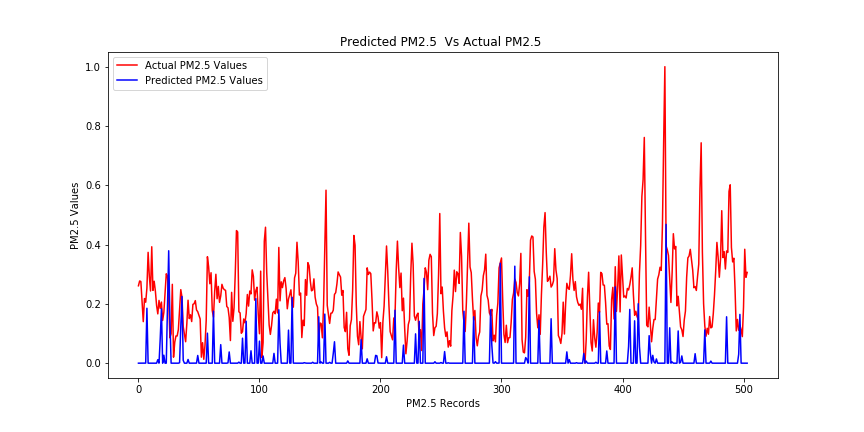 Predicted PM2.5  Vs Actual PM2.5
Actual PM2.5 Values
Predicted PM2.5 Values
1.0
0.8
0.6
0.4
0.2
0.0
PM2.5 Values
0
100
200
300
400
500
PM2.5 Records